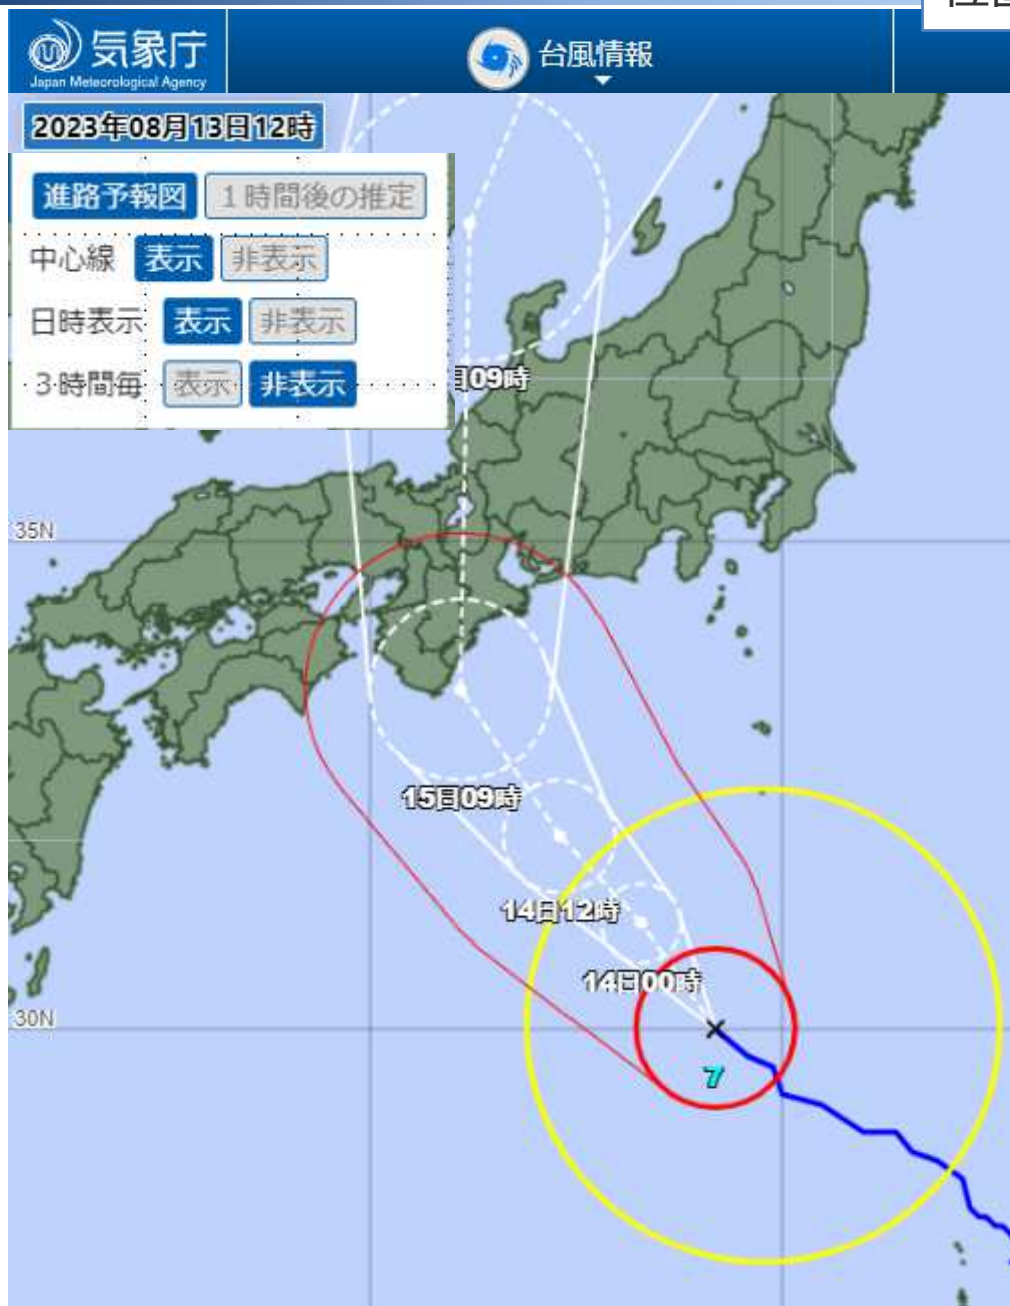 気象庁
Japan Meteorological Agency
台風情報
2023年08月13日12時
進路予報図 1時間後の推定
中心線 表示 非表示
日時表示 表示 非表示
3時間毎 表示 非表示
日09時
35N
15日09時
14日12時
14日00時
30N
7